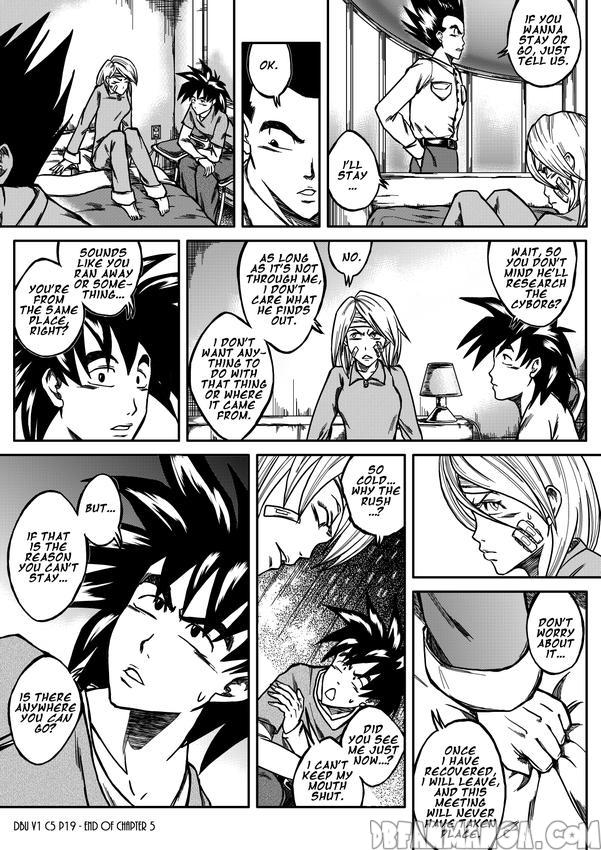 IF YOU
WANNA
STAY OR
GO, JUST
TELL US.
I'LL
STAY...
OK.
WAIT, SO
YOU DON'T
MIND HE'LL
RESEARCH
THE
CYBORG?
NO.
AS LONG
AS IT'S NOT
THROUGH ME,
I DON'T
CARE WHAT
HE FINDS
OUT.
I DON'T
WANT ANY-
THING TO
DO WITH
THAT THING
OR WHERE
IT CAME
FROM.
SOUNDS
LIKE YOU
RAN AWAY
OR SOME-
THING...
YOU'RE
FROM THE
SAME
PLACE,
RIGHT?
DON'T
WORRY
ABOUT
IT...
ONCE
I HAVE
RECOVERED,
I WILL LEAVE,
AND THIS
MEETING
WILL NEVER
HAVE TAKEN
PLACE.
SO
COLD...
WHY THE
RUSH
...?
DID YOU
SEE ME
JUST
NOW...?
I CAN'T
KEEP MY
MOUTH
SHUT.
BUT...
IF THAT
IS THE
REASON
YOU CAN'T
STAY...
IS THERE
ANYWHERE
YOU CAN
GO?
DBU V1 C5 P19 - END OF CHAPTER 5
DBFANMANGA.COM